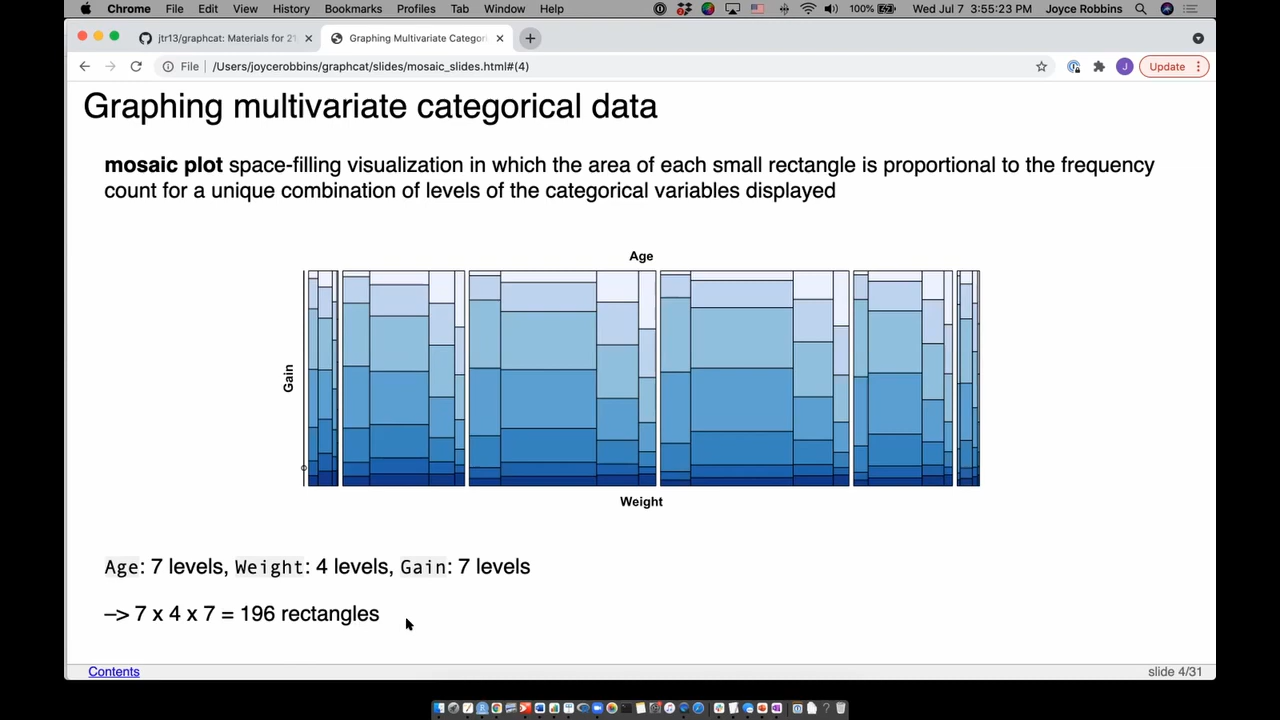 Chrome File Edit View History Bookmarks Profiles Tab Window Help 100% Wed Jul 7 3:55:23 PM Joyce Robbins
jtr13/graphcat: Materials for 21 Graphing Multivariate Categori
File /Users/joycerobbins/graphcat/slides/mosaic_slides.html#(4) J Update
Graphing multivariate categorical data
mosaic plot space-filling visualization in which the area of each small rectangle is proportional to the frequency
count for a unique combination of levels of the categorical variables displayed
Age
Gain
Weight
Age: 7 levels, Weight: 4 levels, Gain: 7 levels
–> 7 x 4 x 7 = 196 rectangles
Contents slide 4/31